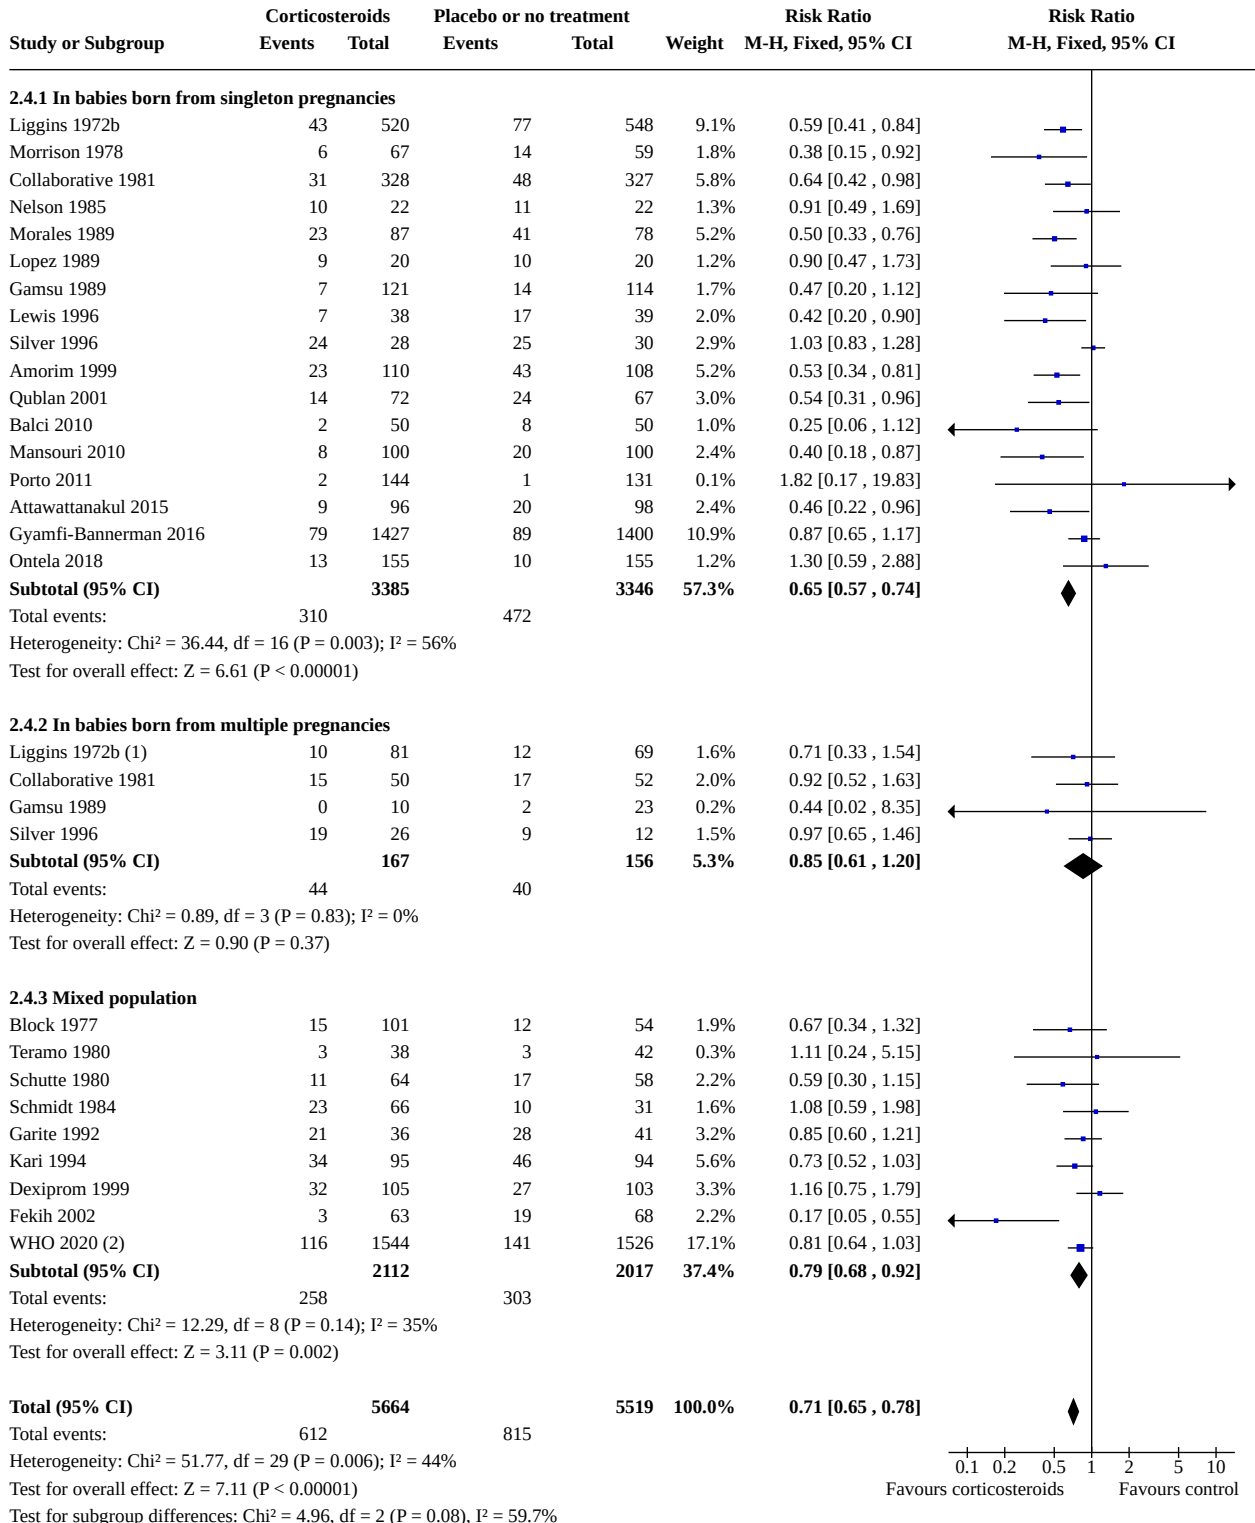 Corticosteroids Placebo or no treatment Risk Ratio Risk Ratio
Study or Subgroup Events Total Events Total Weight M-H, Fixed, 95% CI M-H, Fixed, 95% CI
2.4.1 In babies born from singleton pregnancies
Liggins 1972b 43 520 77 548 9.1% 0.59 [0.41 , 0.84]
Morrison 1978 6 67 14 59 1.8% 0.38 [0.15 , 0.92]
Collaborative 1981 31 328 48 327 5.8% 0.64 [0.42 , 0.98]
Nelson 1985 10 22 11 22 1.3% 0.91 [0.49 , 1.69]
Morales 1989 23 87 41 78 5.2% 0.50 [0.33 , 0.76]
Lopez 1989 9 20 10 20 1.2% 0.90 [0.47 , 1.73]
Gamsu 1989 7 121 14 114 1.7% 0.47 [0.20 , 1.12]
Lewis 1996 7 38 17 39 2.0% 0.42 [0.20 , 0.90]
Silver 1996 24 28 25 30 2.9% 1.03 [0.83 , 1.28]
Amorim 1999 23 110 43 108 5.2% 0.53 [0.34 , 0.81]
Qublan 2001 14 72 24 67 3.0% 0.54 [0.31 , 0.96]
Balci 2010 2 50 8 50 1.0% 0.25 [0.06 , 1.12]
Mansouri 2010 8 100 20 100 2.4% 0.40 [0.18 , 0.87]
Porto 2011 2 144 1 131 0.1% 1.82 [0.17 , 19.83]
Attawattanakul 2015 9 96 20 98 2.4% 0.46 [0.22 , 0.96]
Gyamfi-Bannerman 2016 79 1427 89 1400 10.9% 0.87 [0.65 , 1.17]
Ontela 2018 13 155 10 155 1.2% 1.30 [0.59 , 2.88]
Subtotal (95% CI) 3385 3346 57.3% 0.65 [0.57 , 0.74]
Total events: 310 472
Heterogeneity: Chi² = 36.44, df = 16 (P = 0.003); I² = 56%
Test for overall effect: Z = 6.61 (P < 0.00001)
2.4.2 In babies born from multiple pregnancies
Liggins 1972b (1) 10 81 12 69 1.6% 0.71 [0.33 , 1.54]
Collaborative 1981 15 50 17 52 2.0% 0.92 [0.52 , 1.63]
Gamsu 1989 0 10 2 23 0.2% 0.44 [0.02 , 8.35]
Silver 1996 19 26 9 12 1.5% 0.97 [0.65 , 1.46]
Subtotal (95% CI) 167 156 5.3% 0.85 [0.61 , 1.20]
Total events: 44 40
Heterogeneity: Chi² = 0.89, df = 3 (P = 0.83); I² = 0%
Test for overall effect: Z = 0.90 (P = 0.37)
2.4.3 Mixed population
Block 1977 15 101 12 54 1.9% 0.67 [0.34 , 1.32]
Teramo 1980 3 38 3 42 0.3% 1.11 [0.24 , 5.15]
Schutte 1980 11 64 17 58 2.2% 0.59 [0.30 , 1.15]
Schmidt 1984 23 66 10 31 1.6% 1.08 [0.59 , 1.98]
Garite 1992 21 36 28 41 3.2% 0.85 [0.60 , 1.21]
Kari 1994 34 95 46 94 5.6% 0.73 [0.52 , 1.03]
Dexiprom 1999 32 105 27 103 3.3% 1.16 [0.75 , 1.79]
Fekih 2002 3 63 19 68 2.2% 0.17 [0.05 , 0.55]
WHO 2020 (2) 116 1544 141 1526 17.1% 0.81 [0.64 , 1.03]
Subtotal (95% CI) 2112 2017 37.4% 0.79 [0.68 , 0.92]
Total events: 258 303
Heterogeneity: Chi² = 12.29, df = 8 (P = 0.14); I² = 35%
Test for overall effect: Z = 3.11 (P = 0.002)
Total (95% CI) 5664 5519 100.0% 0.71 [0.65 , 0.78]
Total events: 612 815
Heterogeneity: Chi² = 51.77, df = 29 (P = 0.006); I² = 44%
0.1 0.2 0.5 1 2 5 10
Test for overall effect: Z = 7.11 (P < 0.00001) Favours corticosteroids Favours control
Test for subgroup differences: Chi² = 4.96, df = 2 (P = 0.08), I² = 59.7%